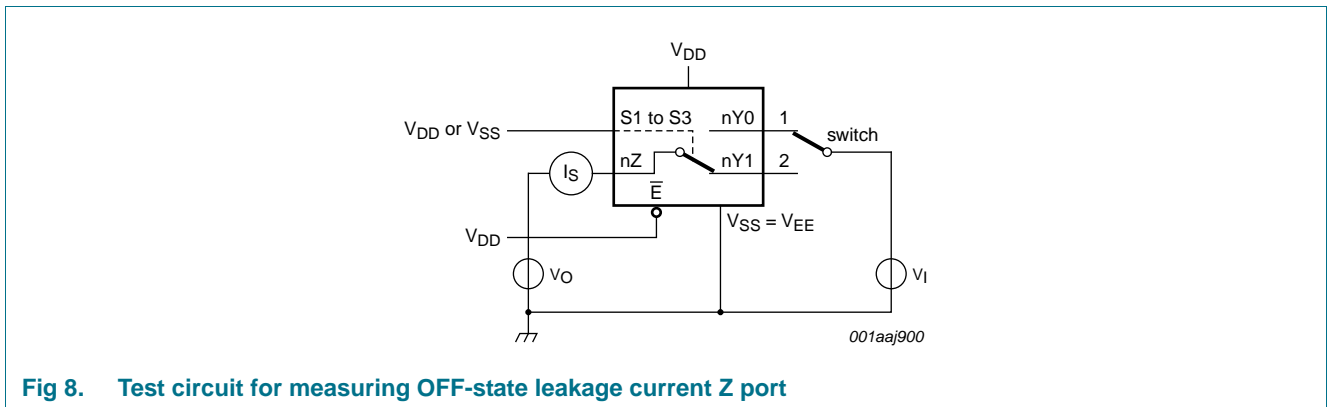 VDD
VDD or VSS
S1 to S3
nY0
1
switch
IS
nZ
nY1
2
E̅
VSS = VEE
VDD
VO
VI
001aaj900
Fig 8. Test circuit for measuring OFF-state leakage current Z port